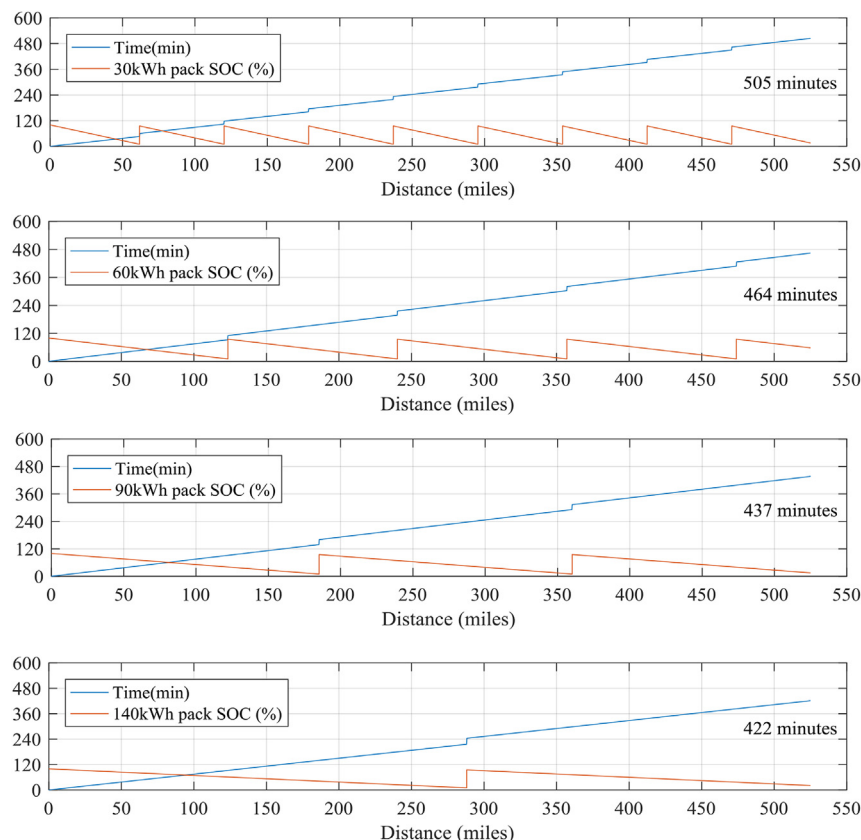 600
480
360
240
120
0
Time(min)
30kWh pack SOC (%)
505 minutes
0 50 100 150 200 250 300 350 400 450 500 550
Distance (miles)
600
480
360
240
120
0
Time(min)
60kWh pack SOC (%)
464 minutes
0 50 100 150 200 250 300 350 400 450 500 550
Distance (miles)
600
480
360
240
120
0
Time(min)
90kWh pack SOC (%)
437 minutes
0 50 100 150 200 250 300 350 400 450 500 550
Distance (miles)
600
480
360
240
120
0
Time(min)
140kWh pack SOC (%)
422 minutes
0 50 100 150 200 250 300 350 400 450 500 550
Distance (miles)